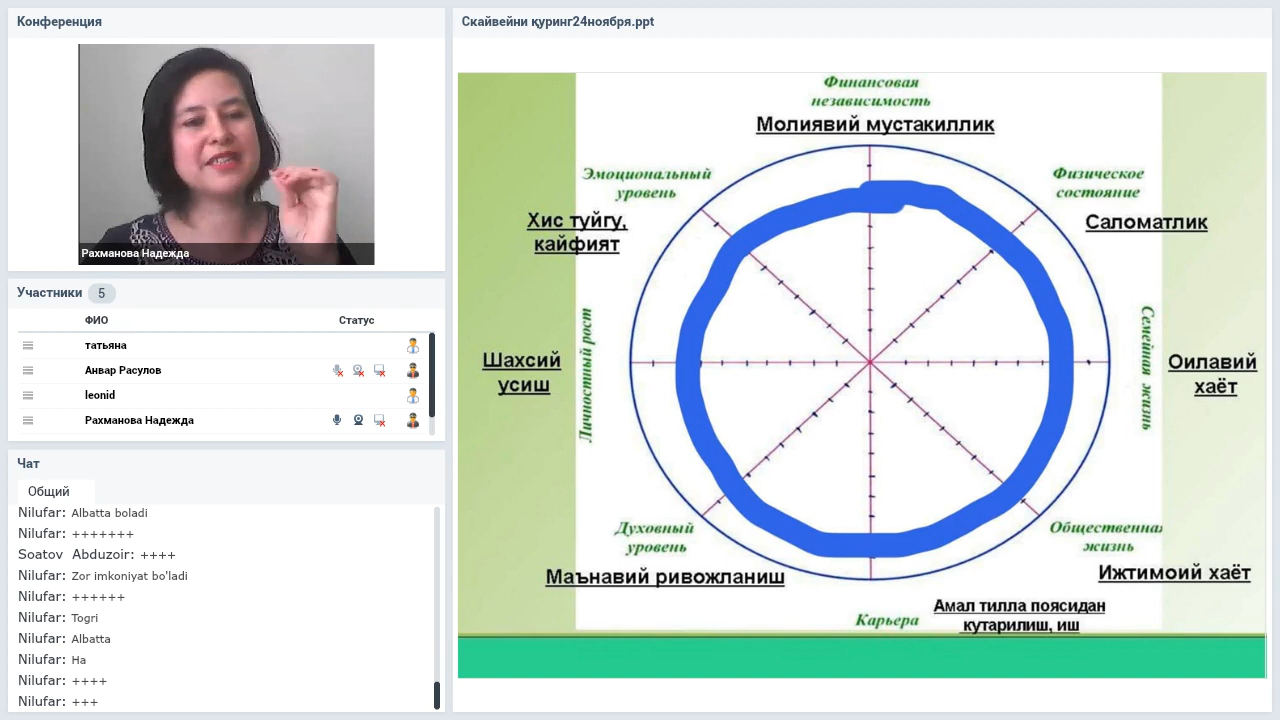 Конференция
Рахманова Надежда
Участники 5
ФИО Статус
татьяна
Анвар Расулов
leonid
Рахманова Надежда
Чат
Общий
Nilufar: Albatta boladi
Nilufar: +++++++
Soatov Abduzoir: ++++
Nilufar: Zor imkoniyat bo'ladi
Nilufar: ++++++
Nilufar: Togri
Nilufar: Albatta
Nilufar: Ha
Nilufar: ++++
Nilufar: +++
Скайвейни қуринг24ноября.ppt
Финансовая
независимость
Молиявий мустакиллик
Эмоциональный
уровень
Хис туйгу,
кайфият
Физическое
состояние
Саломатлик
Личностный рост
Шахсий
усиш
Семейная жизнь
Оилавий
хаёт
Духовный
уровень
Маънавий ривожланиш
Общественная
жизнь
Ижтимоий хаёт
Карьера
Амал тилла поясидан
кутарилиш, иш